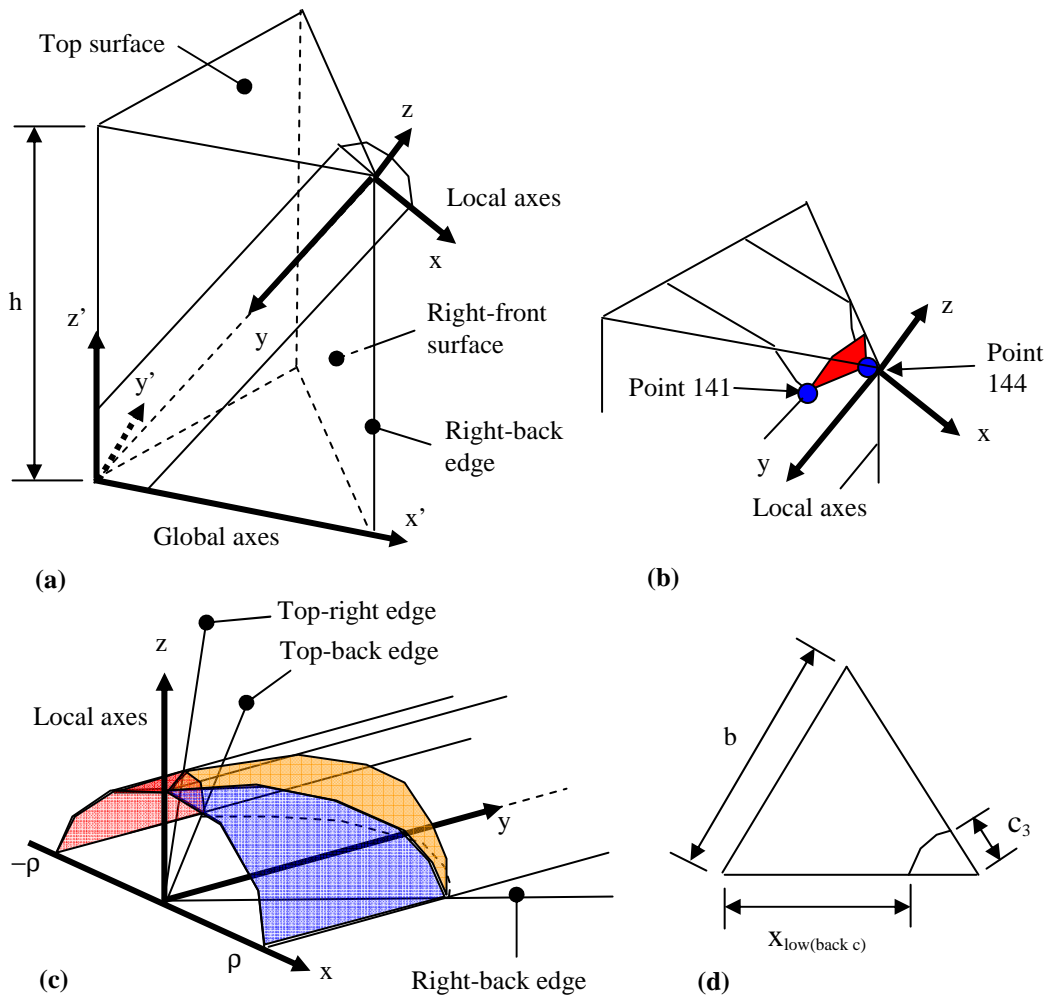 Top surface
z
Local axes
x
h
z'
y
y'
Right-front
surface
Right-back
edge
x'
Global axes
(a)
z
Point
144
Point 141
x
y
Local axes
(b)
Top-right edge
z
Top-back edge
Local axes
y
–ρ
ρ
x
Right-back edge
(c)
b
c3
xlow(back c)
(d)